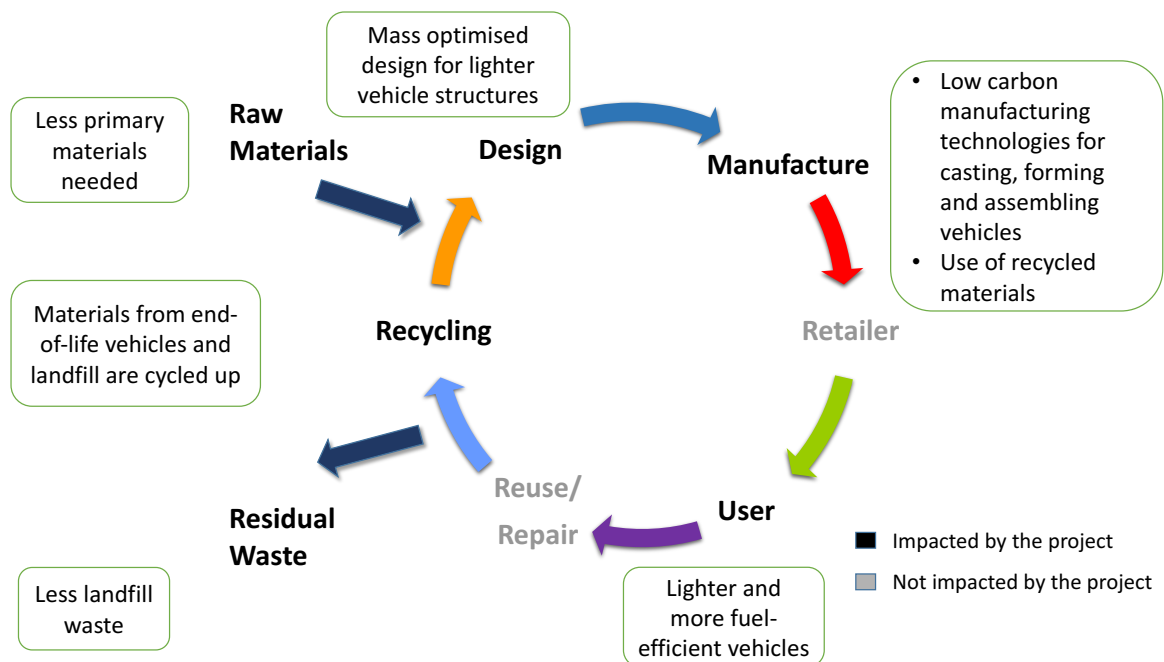 Mass optimised
design for lighter
vehicle structures
Less primary
materials
needed
Raw
Materials
Design
Manufacture
• Low carbon
manufacturing
technologies for
casting, forming
and assembling
vehicles
• Use of recycled
materials
Materials from end-
of-life vehicles and
landfill are cycled up
Recycling
Retailer
Reuse/
Repair
User
Residual
Waste
Less landfill
waste
Lighter and
more fuel-
efficient vehicles
Impacted by the project
Not impacted by the project